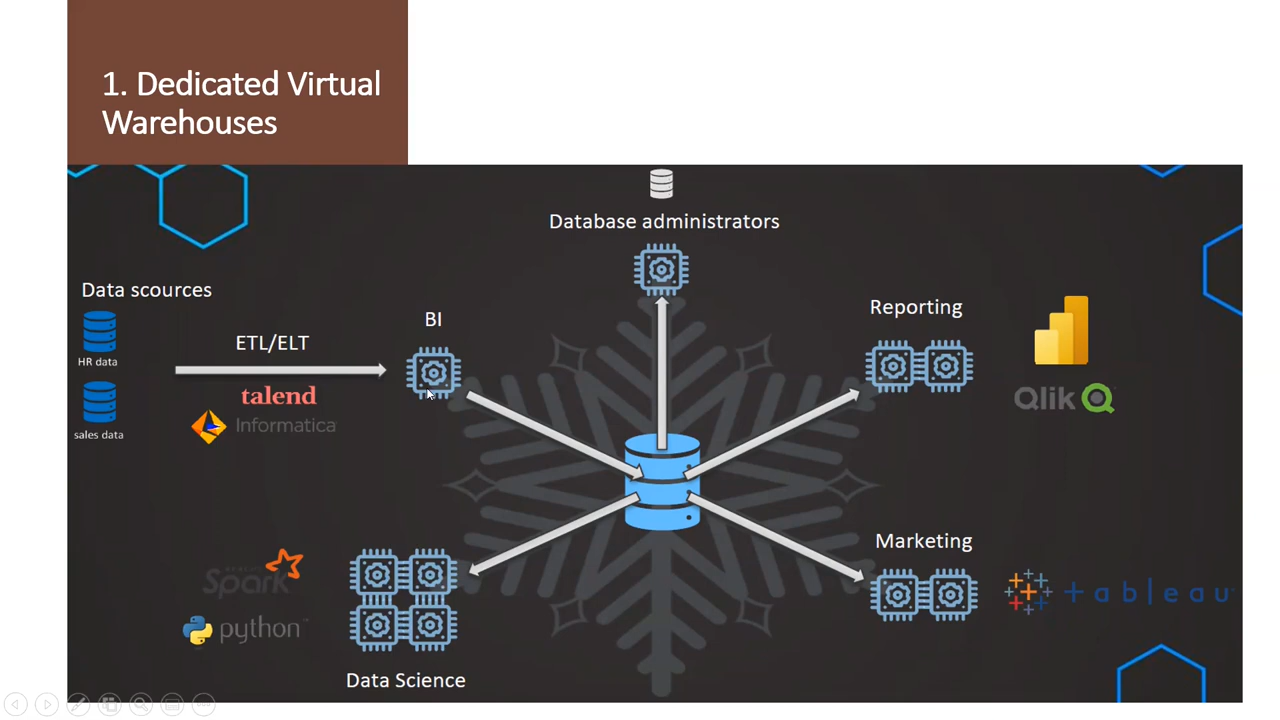 1. Dedicated Virtual
Warehouses
Database administrators
Data scources
HR data
sales data
ETL/ELT
talend
Informatica
BI
Reporting
Qlik
Marketing
+ableau
Spark
python
Data Science